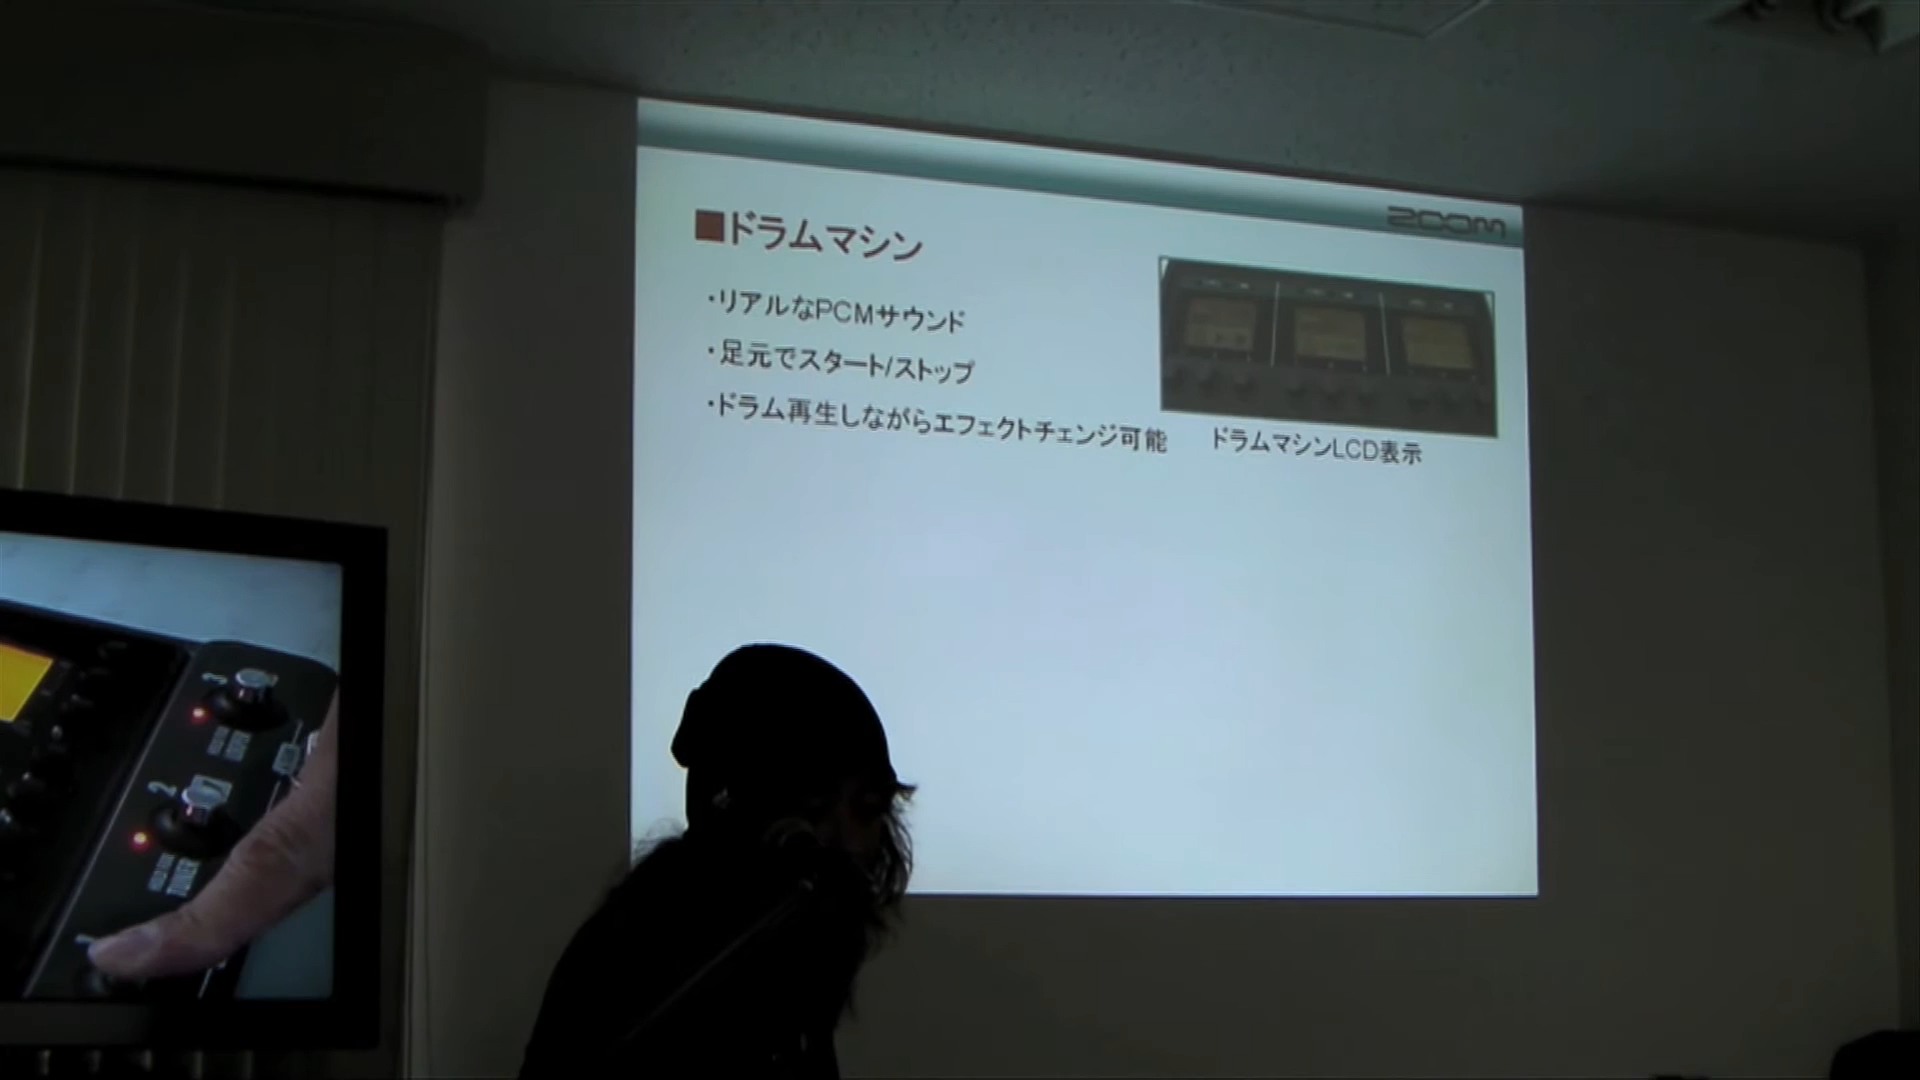 ZOOM
■ドラムマシン
・リアルなPCMサウンド
・足元でスタート/ストップ
・ドラム再生しながらエフェクトチェンジ可能
ドラムマシンLCD表示
3
2
TUNER